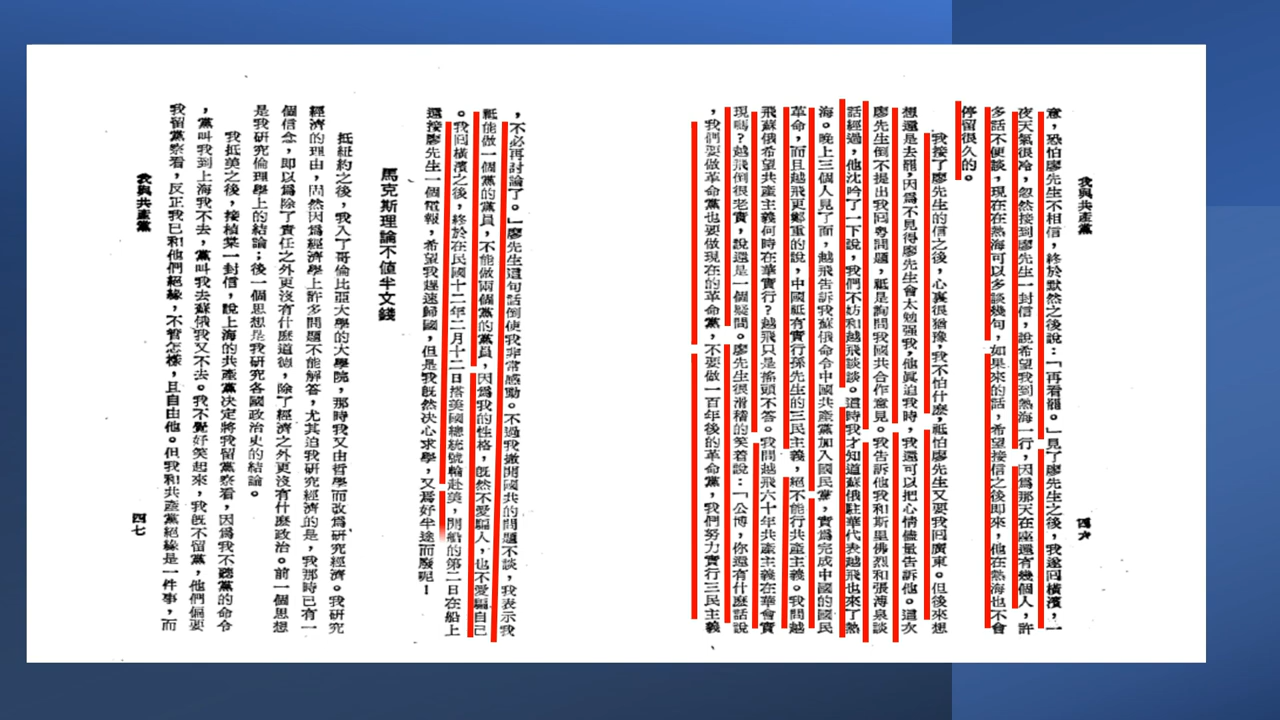 我與共產黨
四六
意，恐怕廖先生不相信，終於默然之後說：「再看罷。」見了廖先生之後，我遂回橫濱，一
夜天氣很冷，忽然接到廖先生一封信，說希望我到熱海一行，因爲那天在座還有幾個人，許
多話不便談，現在在熱海可以多談幾句，如果來的話，希望接信之後即來，他在熱海也不會
停留很久的。
我接了廖先生的信之後，心裏很猶豫，我不怕什麽，祗怕廖先生又要我回廣東。但後來想
想還是去罷，因爲不見得廖先生會太勉强我，他眞迫我時，我還可以把心情儘量告訴他。這次
廖先生倒不提出我回粵問題，祗是詢問我國共合作意見。我告訴他我和斯里佛烈和張溥泉談
話經過，他沈吟了一下說，我們不妨和越飛談談。這時我才知道蘇俄駐華代表越飛也來了熱
海。晚上三個人見了面，越飛告訴我蘇俄命令中國共產黨加入國民黨，實爲完成中國的國民
革命，而且越飛更鄭重的說，中國祗有實行孫先生的三民主義，絕不能行共產主義。我問越
飛蘇俄希望共產主義何時在華實行？越飛只是搖頭不答。我問越飛六十年共產主義在華會實
現嗎？越飛倒很老實，說還是一個疑問。廖先生很滑稽的笑着說：「公博，你還有什麽話說
，我們要做革命黨也要做現在的革命黨，不要做一百年後的革命黨，我們努力實行三民主義
，不必再討論了。」廖先生這句話倒使我非常感動。不過我撇開國共的問題不談，我表示我
祗能做一個黨的黨員，不能做兩個黨的黨員，因爲我的性格，旣然不愛騙人，也不愛騙自己
。我回橫濱之後，終於在民國十二年二月十二日搭美國總統號輪赴美，開船的第二日在船上
還接廖先生一個電報，希望我趕速歸國，但是我旣然決心求學，又焉好半途而廢呢！
馬克斯理論不値半文錢
抵紐約之後，我入了哥倫比亞大學的大學院，那時我又由哲學而改爲研究經濟。我研究
經濟的理由，固然因爲經濟學上許多問題不能解答，尤其迫我研究經濟的是，我那時已有一
個信念，即以爲除了責任之外更沒有什麽道德，除了經濟之外更沒有什麽政治。前一個思想
是我研究倫理學上的結論；後一個思想是我研究各國政治史的結論。
我抵美之後，接植棻一封信，說上海的共產黨決定將我留黨察看，因爲我不聽黨的命令
，黨叫我到上海我不去，黨叫我去蘇俄我又不去。我不覺好笑起來，我旣不留黨，他們偏要
我留黨察看，反正我已和他們絕緣，不管怎樣，且自由他。但我和共產黨絕緣是一件事，而
我與共產黨
四七